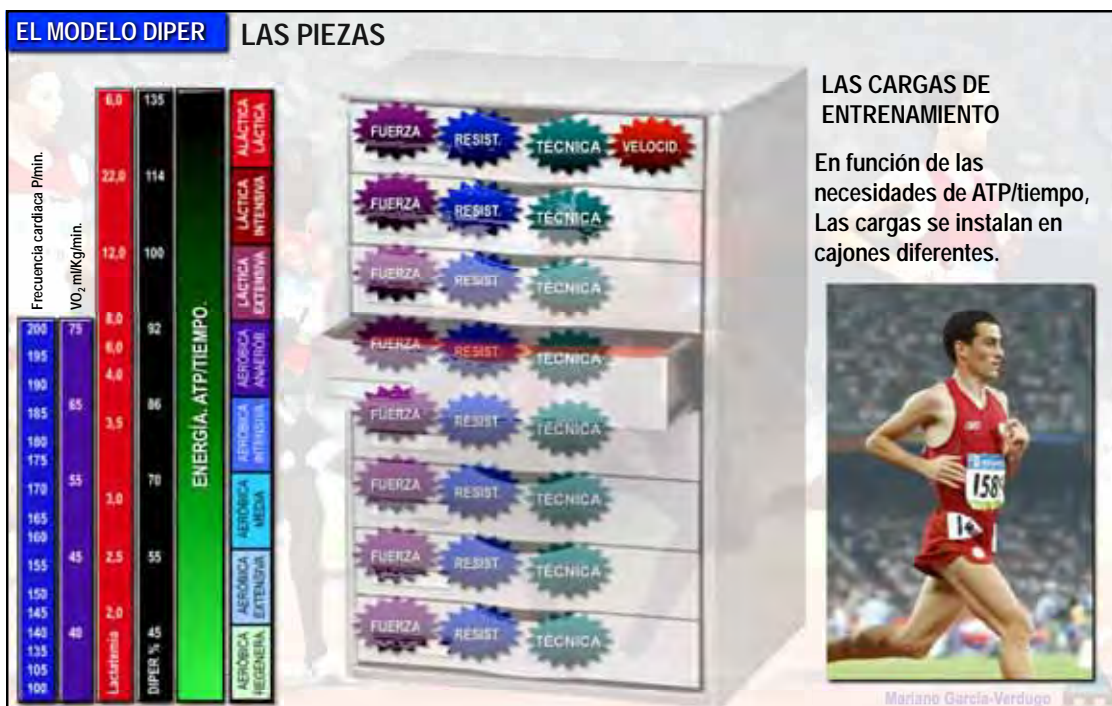 EL MODELO DIPER
LAS PIEZAS
Frecuencia cardiaca P/min.
200
195
190
185
180
175
170
165
160
155
150
145
140
135
105
100
VO2 ml/Kg/min.
75
65
55
45
40
6,0
22,0
12,0
8,0
6,0
4,0
3,5
3,0
2,5
2,0
Lactatemia
135
114
100
92
86
70
55
45
DIPER %
ENERGÍA. ATP/TIEMPO.
ALÁCTICA
LÁCTICA
LÁCTICA
INTENSIVA
LÁCTICA
EXTENSIVA
AERÓBICA
ANAERÓB.
AERÓBICA
INTENSIVA
AERÓBICA
MEDIA
AERÓBICA
EXTENSIVA
AERÓBICA
REGENERA.
FUERZA RESIST. TÉCNICA VELOCID.
FUERZA RESIST. TÉCNICA
FUERZA RESIST. TÉCNICA
FUERZA RESIST. TÉCNICA
FUERZA RESIST. TÉCNICA
FUERZA RESIST. TÉCNICA
FUERZA RESIST. TÉCNICA
FUERZA RESIST. TÉCNICA
LAS CARGAS DE
ENTRENAMIENTO
En función de las
necesidades de ATP/tiempo,
Las cargas se instalan en
cajones diferentes.
Mariano García-Verdugo